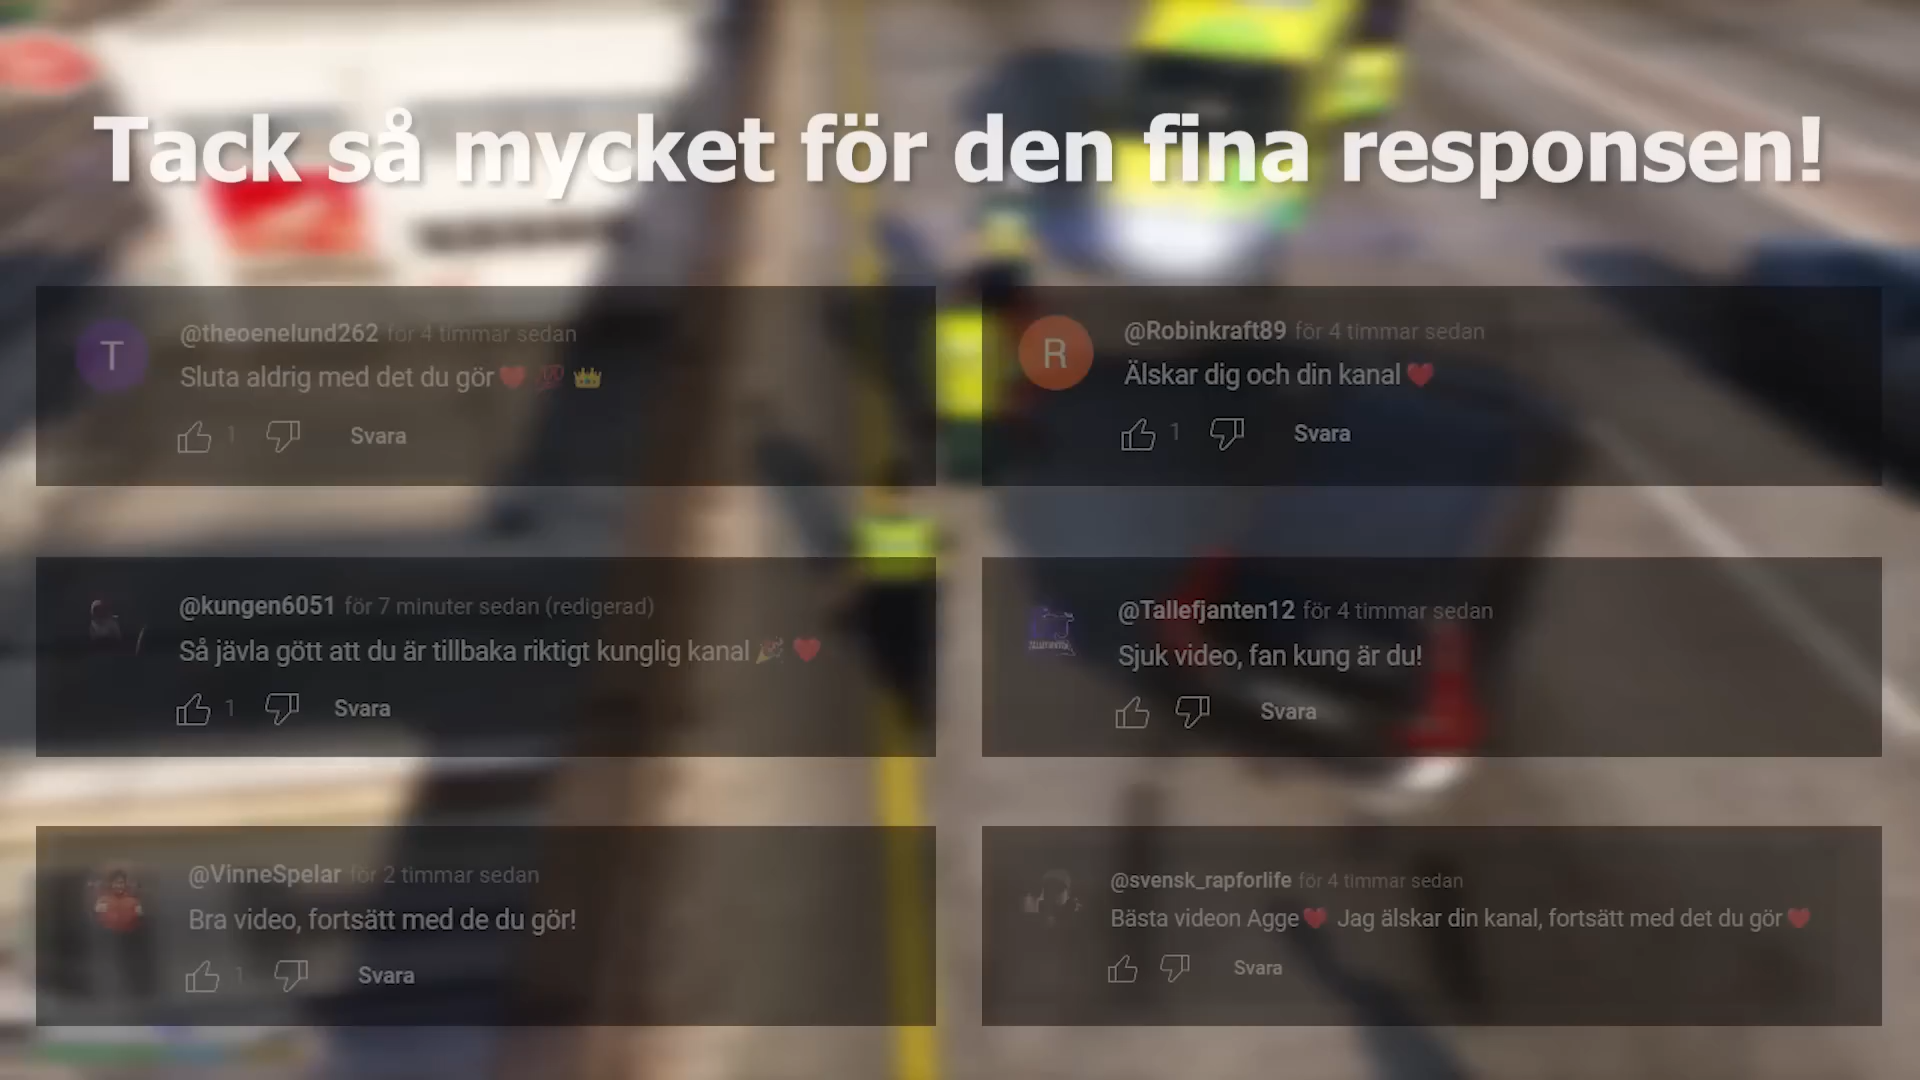 Tack så mycket för den fina responsen!
T
@theoenelund262 för 4 timmar sedan
Sluta aldrig med det du gör❤️ 💯 👑
1 Svara
R
@Robinkraft89 för 4 timmar sedan
Älskar dig och din kanal❤️
1 Svara
@kungen6051 för 7 minuter sedan (redigerad)
Så jävla gött att du är tillbaka riktigt kunglig kanal 🎉 ❤️
1 Svara
@Tallefjanten12 för 4 timmar sedan
Sjuk video, fan kung är du!
Svara
@VinneSpelar för 2 timmar sedan
Bra video, fortsätt med de du gör!
1 Svara
@svensk_rapforlife för 4 timmar sedan
Bästa videon Agge❤️ Jag älskar din kanal, fortsätt med det du gör❤️
Svara